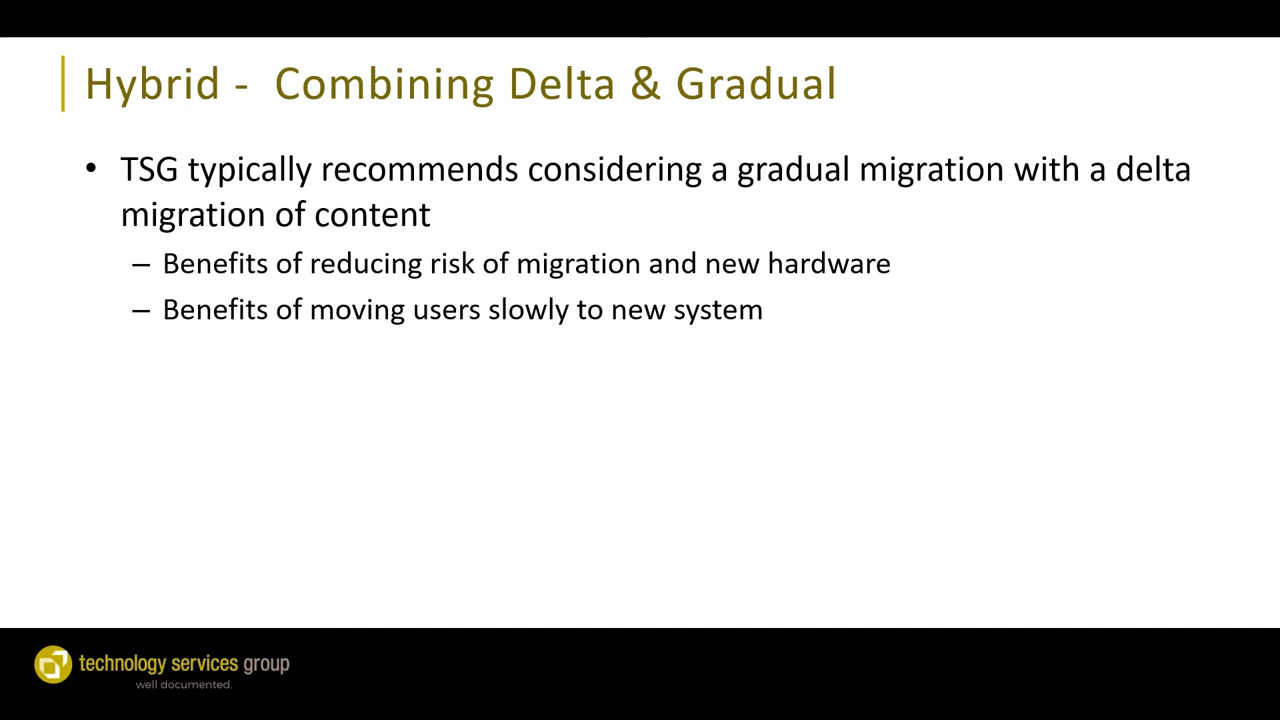 Hybrid -  Combining Delta & Gradual
• TSG typically recommends considering a gradual migration with a delta
migration of content
– Benefits of reducing risk of migration and new hardware
– Benefits of moving users slowly to new system
technology services group
well documented.